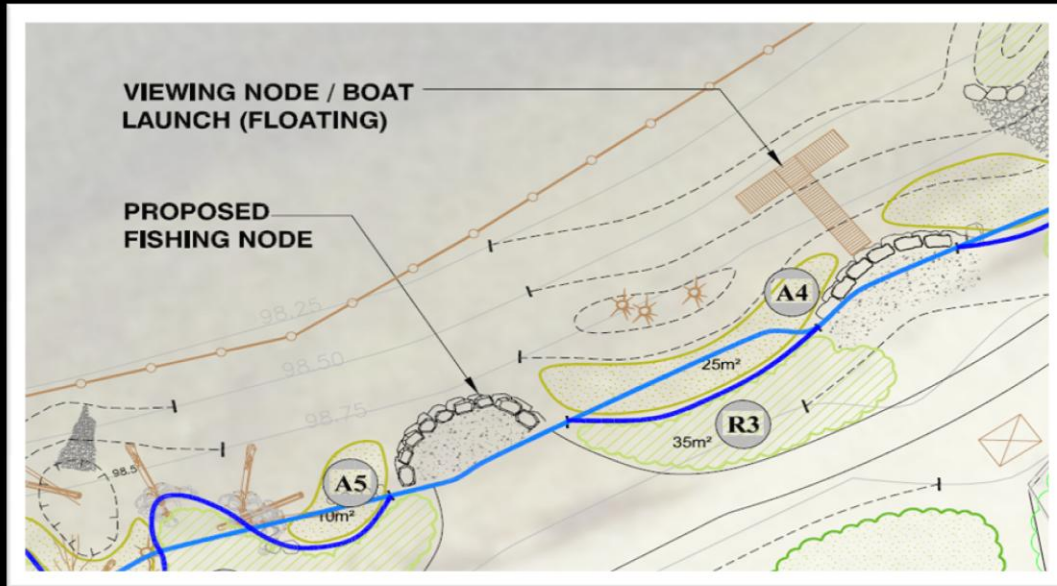 VIEWING NODE / BOAT
LAUNCH (FLOATING)
PROPOSED
FISHING NODE
98.25
98.50
98.75
98.5
A4
25m²
R3
35m²
A5
10m²